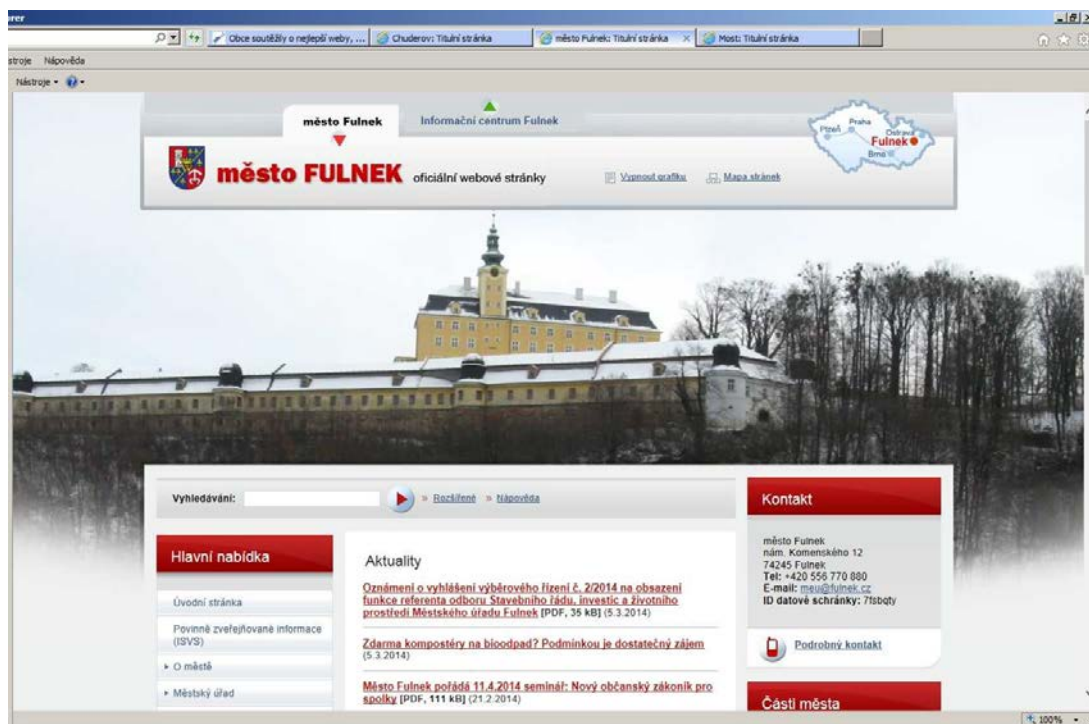 orer
Obce soutěžily o nejlepší weby, ...
Chuderov: Titulní stránka
město Fulnek: Titulní stránka
Most: Titulní stránka
stroje Nápověda
Nástroje
město Fulnek
Informační centrum Fulnek
Plzeň
Praha
Ostrava
Fulnek
Brno
město FULNEK oficiální webové stránky
Vypnout grafiku
Mapa stránek
Vyhledávání:
» Rozšířené » Nápověda
Kontakt
město Fulnek
nám. Komenského 12
74245 Fulnek
Tel: +420 556 770 880
E-mail: meu@fulnek.cz
ID datové schránky: 7fsbqty
Podrobný kontakt
Části města
Hlavní nabídka
Úvodní stránka
Povinně zveřejňované informace
(ISVS)
O městě
Městský úřad
Aktuality
Oznámení o vyhlášení výběrového řízení č. 2/2014 na obsazení
funkce referenta odboru Stavebního řádu, investic a životního
prostředí Městského úřadu Fulnek [PDF, 35 kB] (5.3.2014)
Zdarma kompostéry na bioodpad? Podmínkou je dostatečný zájem
(5.3.2014)
Město Fulnek pořádá 11.4.2014 seminář: Nový občanský zákoník pro
spolky [PDF, 111 kB] (21.2.2014)
100%